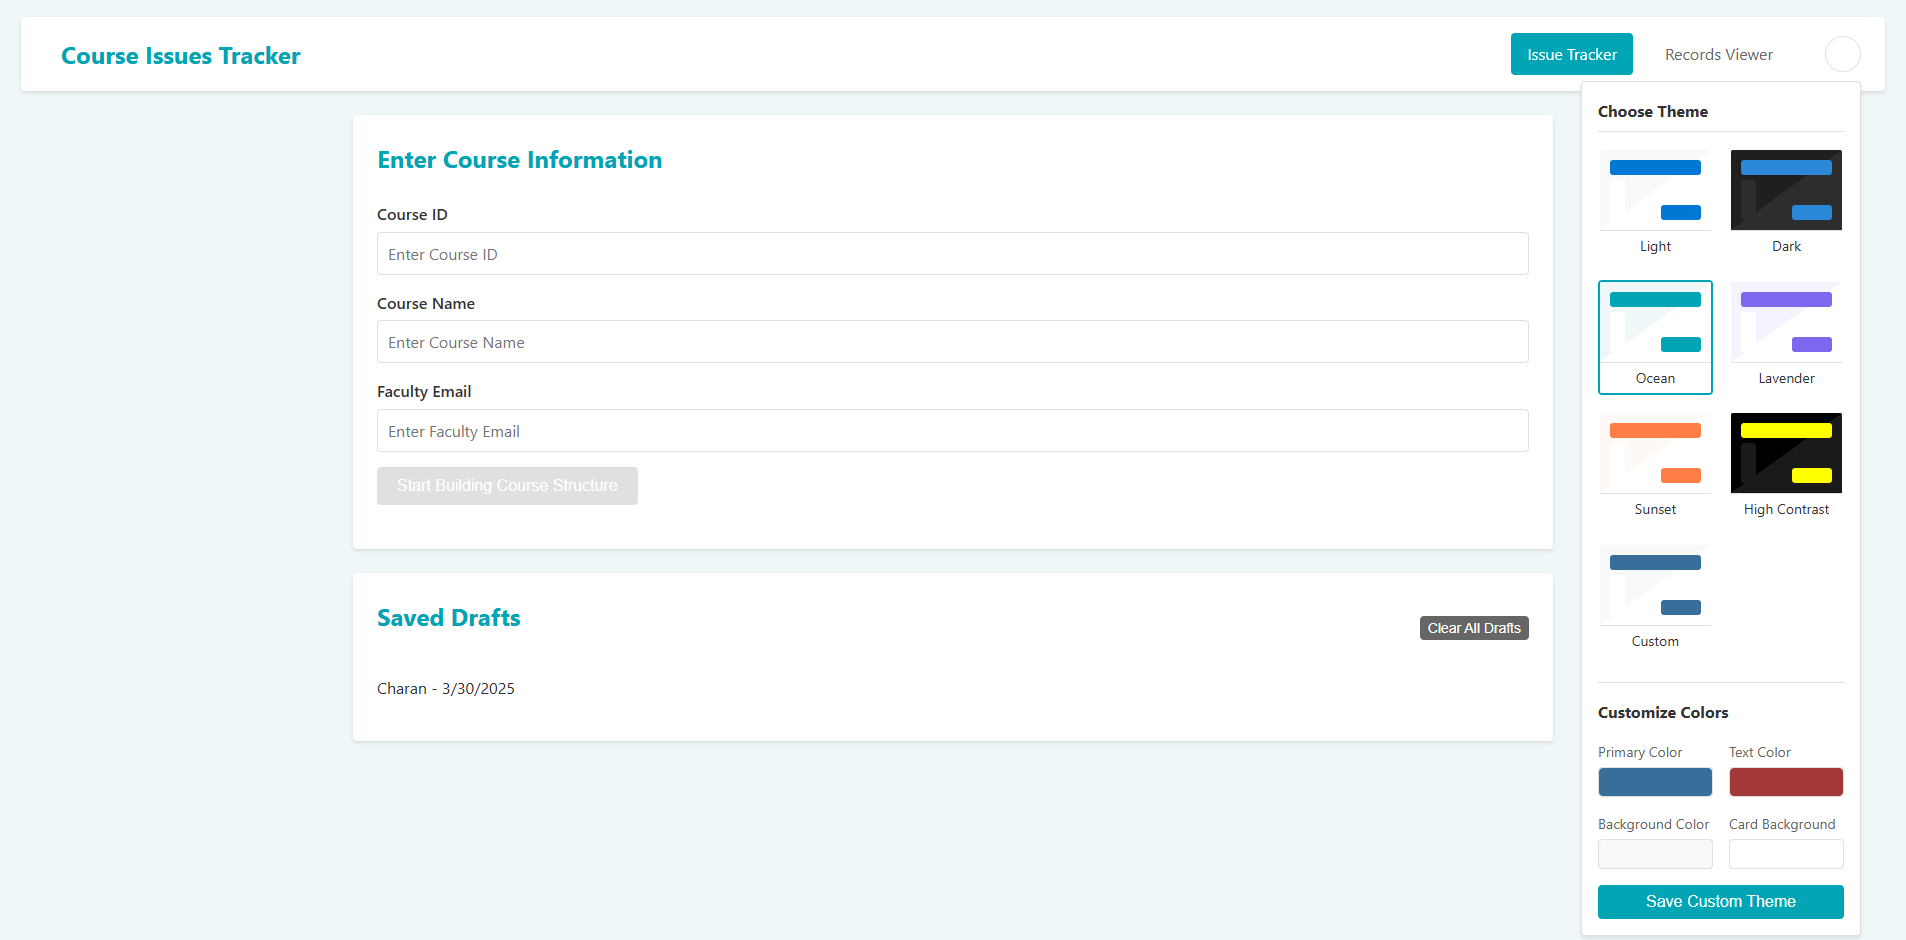 Course Issues Tracker
Issue Tracker
Records Viewer
Enter Course Information
Course ID
Enter Course ID
Course Name
Enter Course Name
Faculty Email
Enter Faculty Email
Start Building Course Structure
Saved Drafts
Clear All Drafts
Charan - 3/30/2025
Choose Theme
Light
Dark
Ocean
Lavender
Sunset
High Contrast
Custom
Customize Colors
Primary Color
Text Color
Background Color
Card Background
Save Custom Theme